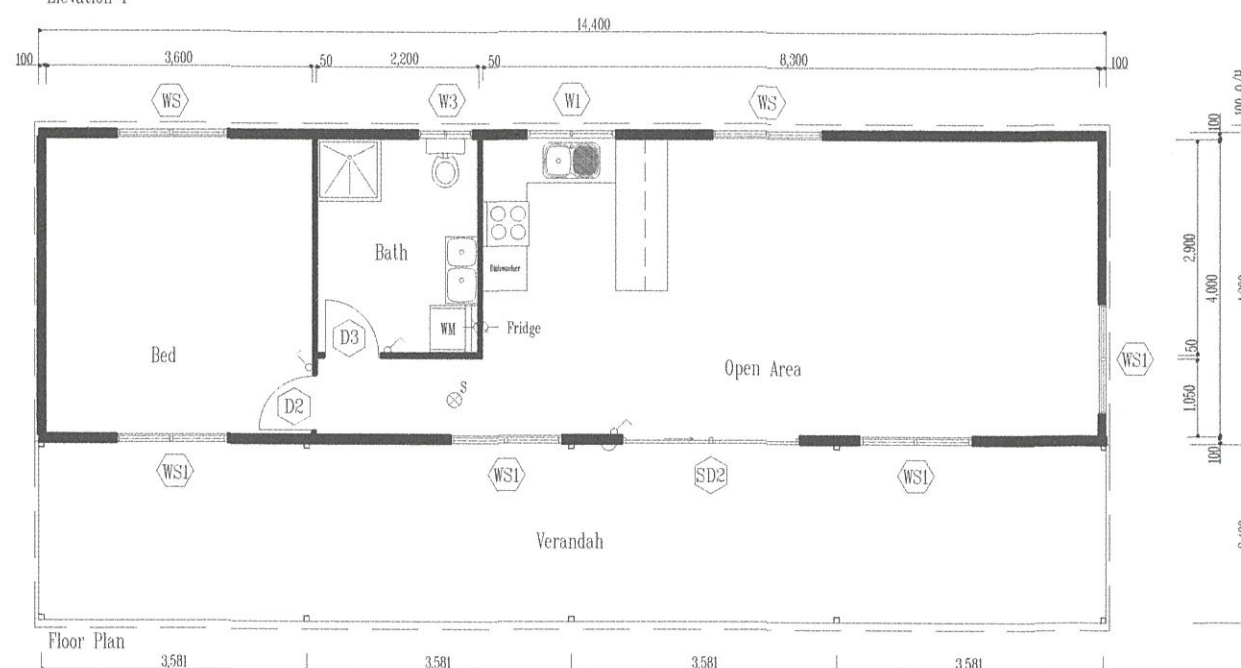 14,400
100 3,600 50 2,200 50 8,300 100
WS W3 W1 WS
100
Bath
2,900
4,000
Dishwasher
WM Fridge
D3
Bed
Open Area
50
WS1
S
1,050
D2
100
WS1 WS1 SD2 WS1
Verandah
Floor Plan
3,581 3,581 3,581 3,581